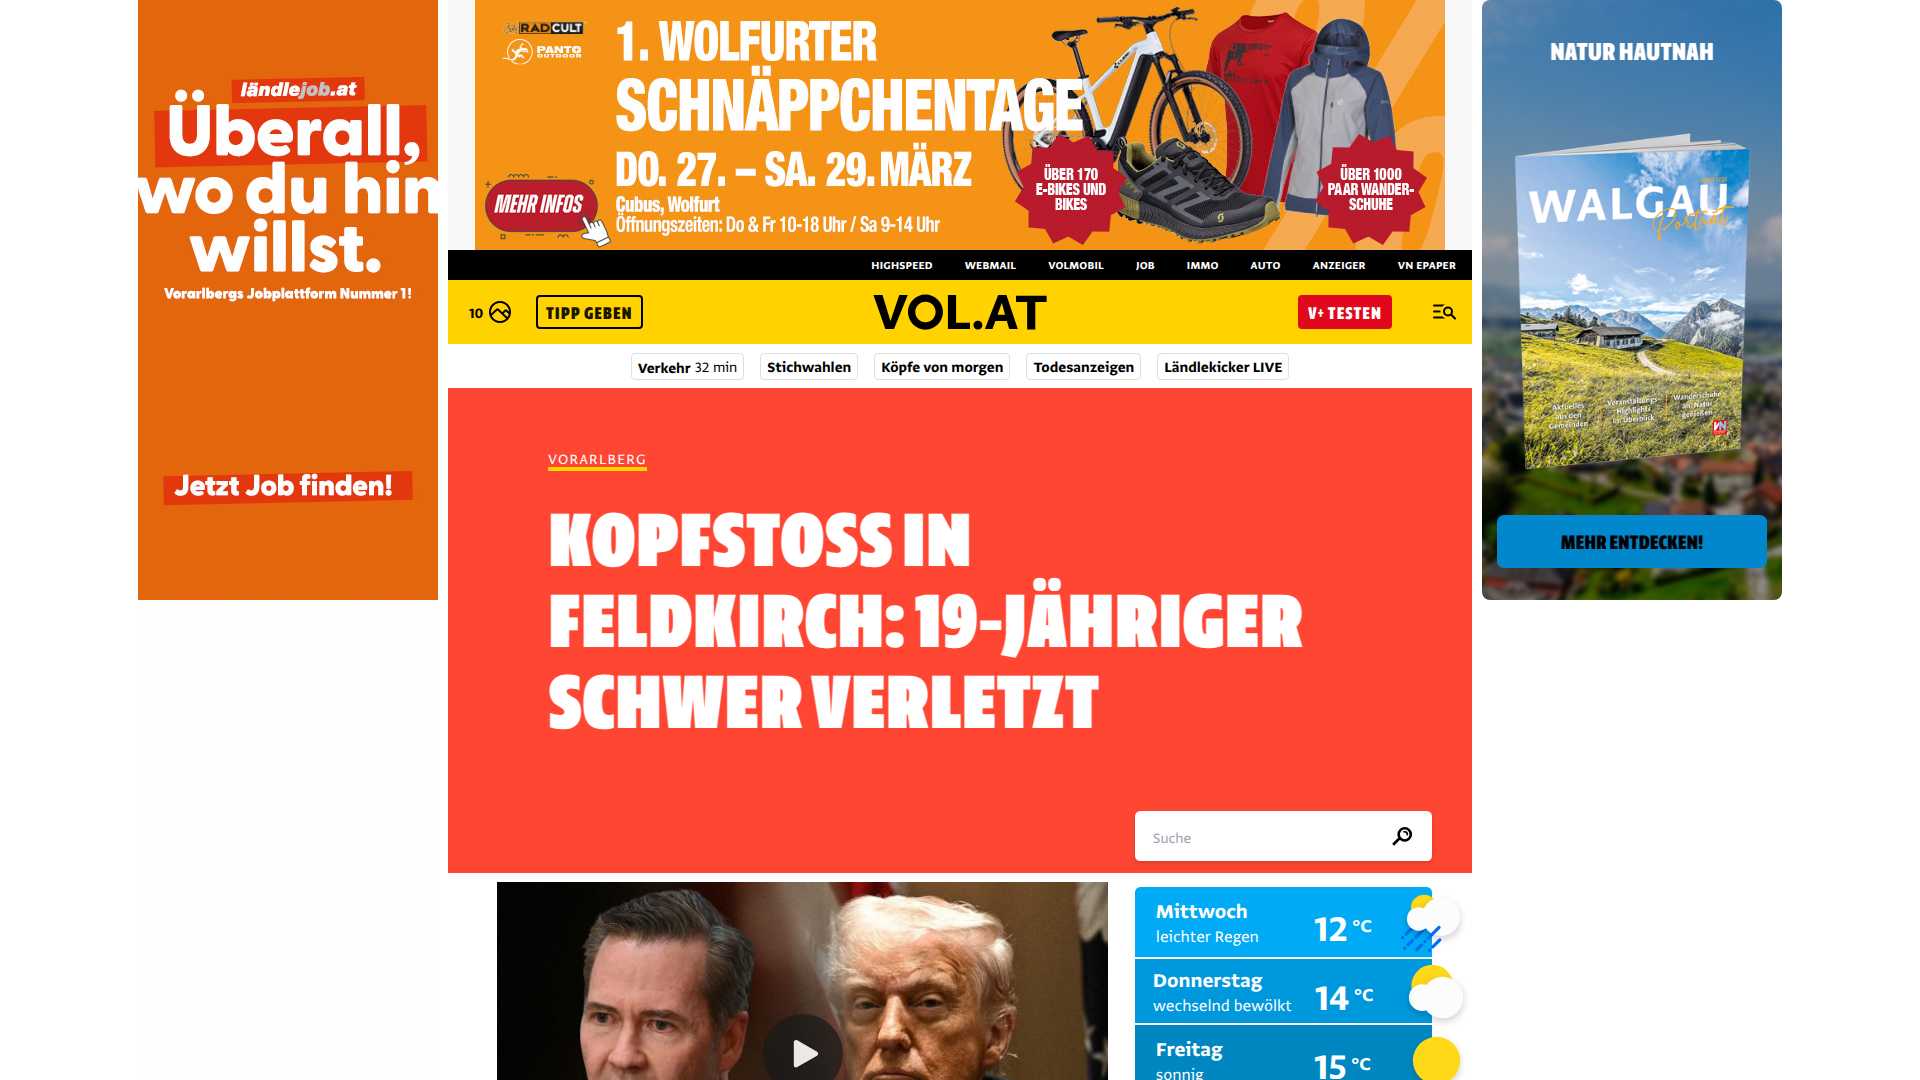 ländlejob.at
Überall,
wo du hin
willst.
Vorarlbergs Jobplattform Nummer 1!
Jetzt Job finden!
RADCULT
PANTO
OUTDOOR
1. WOLFURTER
SCHNÄPPCHENTAGE
DO. 27. – SA. 29. MÄRZ
MEHR INFOS
Cubus, Wolfurt
Öffnungszeiten: Do & Fr 10-18 Uhr / Sa 9-14 Uhr
ÜBER 170
E-BIKES UND
BIKES
ÜBER 1000
PAAR WANDER-
SCHUHE
NATUR HAUTNAH
WALGAU
Porträt
Aktuelles
aus den
Gemeinden
Veranstaltungs-
Highlights
im Überblick
Wanderschuhe
an, Natur
genießen
VN
MEHR ENTDECKEN!
HIGHSPEED WEBMAIL VOLMOBIL JOB IMMO AUTO ANZEIGER VN EPAPER
10 TIPP GEBEN VOL.AT V+ TESTEN
Verkehr 32 min Stichwahlen Köpfe von morgen Todesanzeigen Ländlekicker LIVE
VORARLBERG
KOPFSTOSS IN
FELDKIRCH: 19-JÄHRIGER
SCHWER VERLETZT
Suche
Mittwoch
leichter Regen
12 °C
Donnerstag
wechselnd bewölkt
14 °C
Freitag
sonnig
15 °C